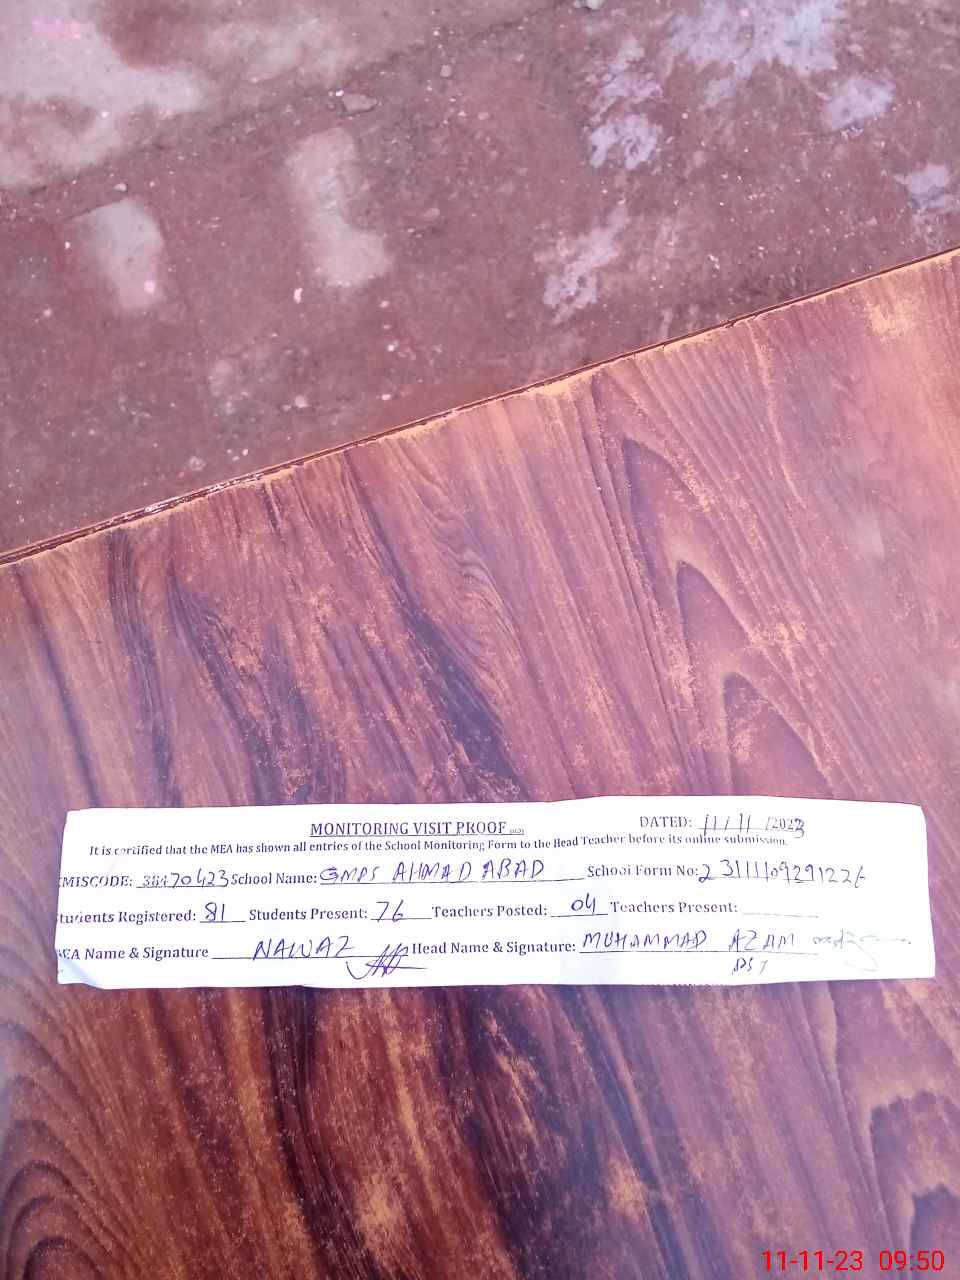 MONITORING VISIT PROOF
DATED: 11/11/2023
It is certified that the MEA has shown all entries of the School Monitoring Form to the Head Teacher before its online submission.
EMISCODE: 38470423 School Name: GMPS AHMAD ABAD School Form No: 2311110929122
Students Registered: 81 Students Present: 76 Teachers Posted: 04 Teachers Present:
MEA Name & Signature NAWAZ Head Name & Signature: MUHAMMAD AZAM
PST
11-11-23 09:50